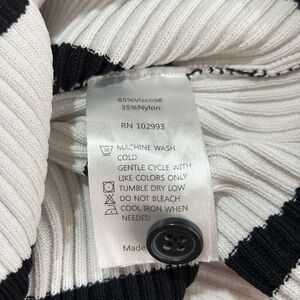 65%Viscose
35%Nylon
RN 102993
MACHINE WASH
COLD
GENTLE CYCLE WITH
LIKE COLORS ONLY
TUMBLE DRY LOW
DO NOT BLEACH
COOL IRON WHEN
NEEDED
Made